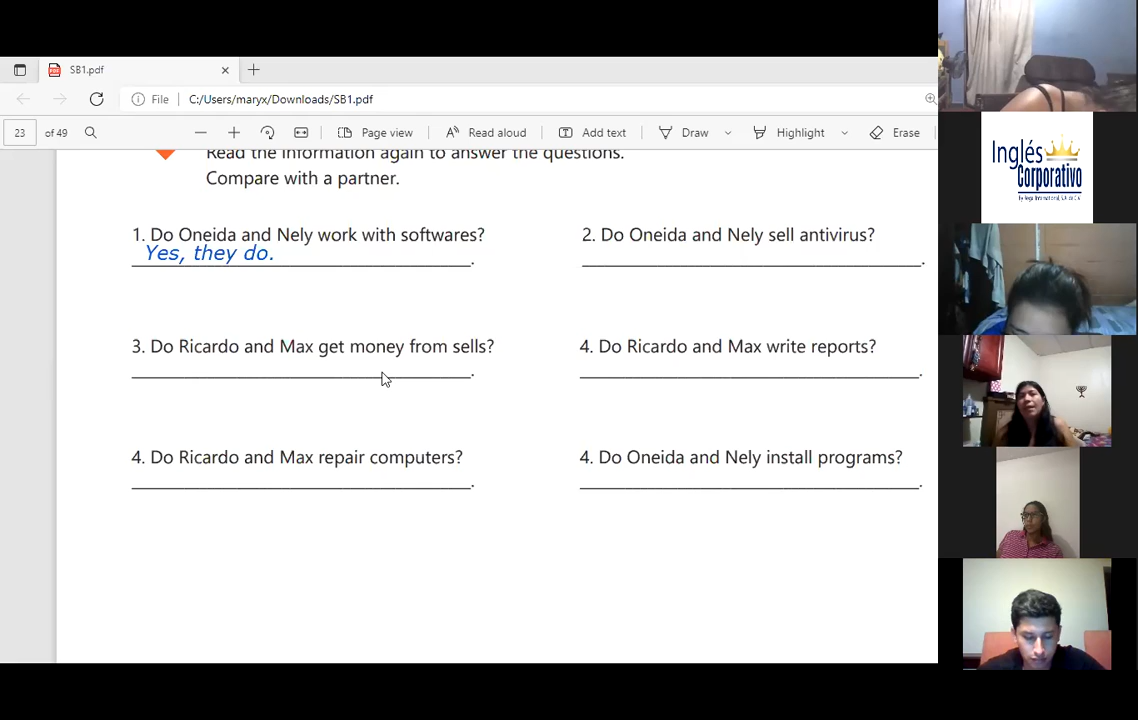 SB1.pdf
File C:/Users/maryx/Downloads/SB1.pdf
23 of 49 Page view Read aloud Add text Draw Highlight Erase
Read the information again to answer the questions.
Compare with a partner.
1. Do Oneida and Nely work with softwares?
Yes, they do.
2. Do Oneida and Nely sell antivirus?
3. Do Ricardo and Max get money from sells?
4. Do Ricardo and Max write reports?
4. Do Ricardo and Max repair computers?
4. Do Oneida and Nely install programs?
Inglés
Corporativo